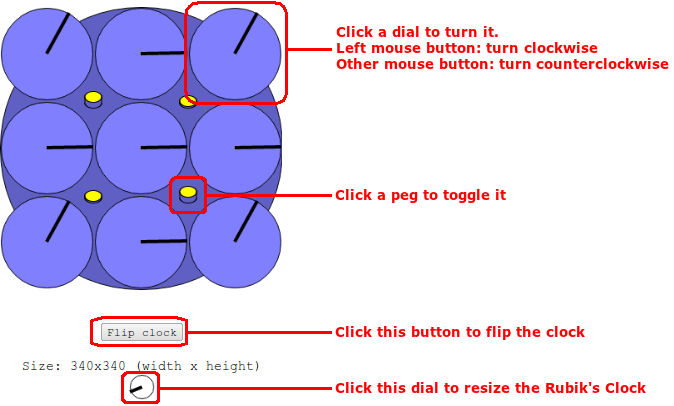 Click a dial to turn it.
Left mouse button: turn clockwise
Other mouse button: turn counterclockwise
Click a peg to toggle it
Flip clock
Click this button to flip the clock
Size: 340x340 (width x height)
Click this dial to resize the Rubik's Clock